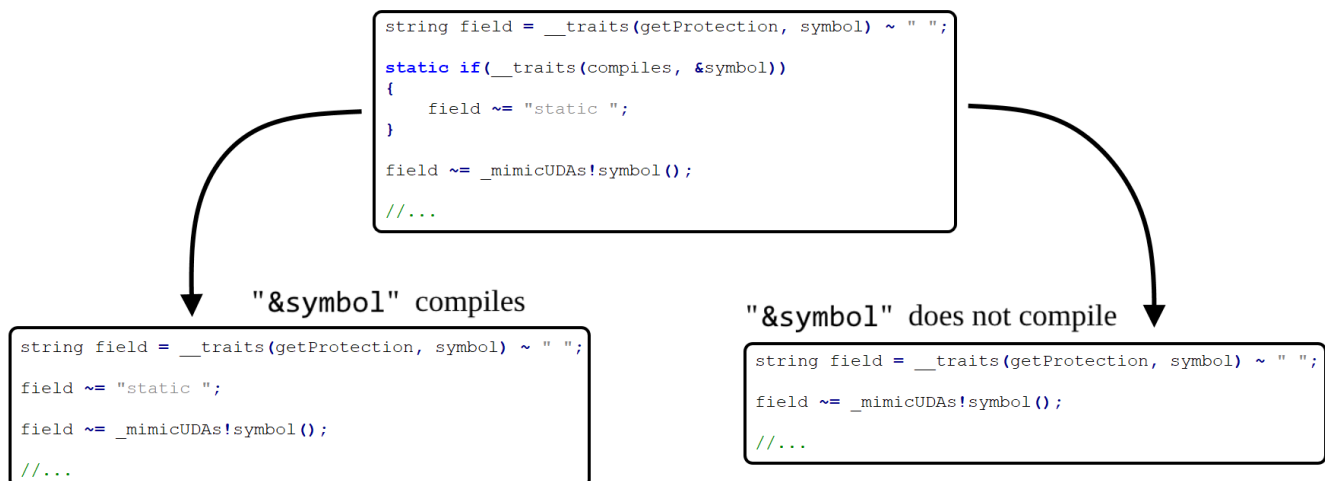 string field = __traits(getProtection, symbol) ~ " ";
static if(__traits(compiles, &symbol))
{
    field ~= "static ";
}
field ~= _mimicUDAs!symbol();
//...
"&symbol" compiles
string field = __traits(getProtection, symbol) ~ " ";
field ~= "static ";
field ~= _mimicUDAs!symbol();
//...
"&symbol" does not compile
string field = __traits(getProtection, symbol) ~ " ";
field ~= _mimicUDAs!symbol();
//...